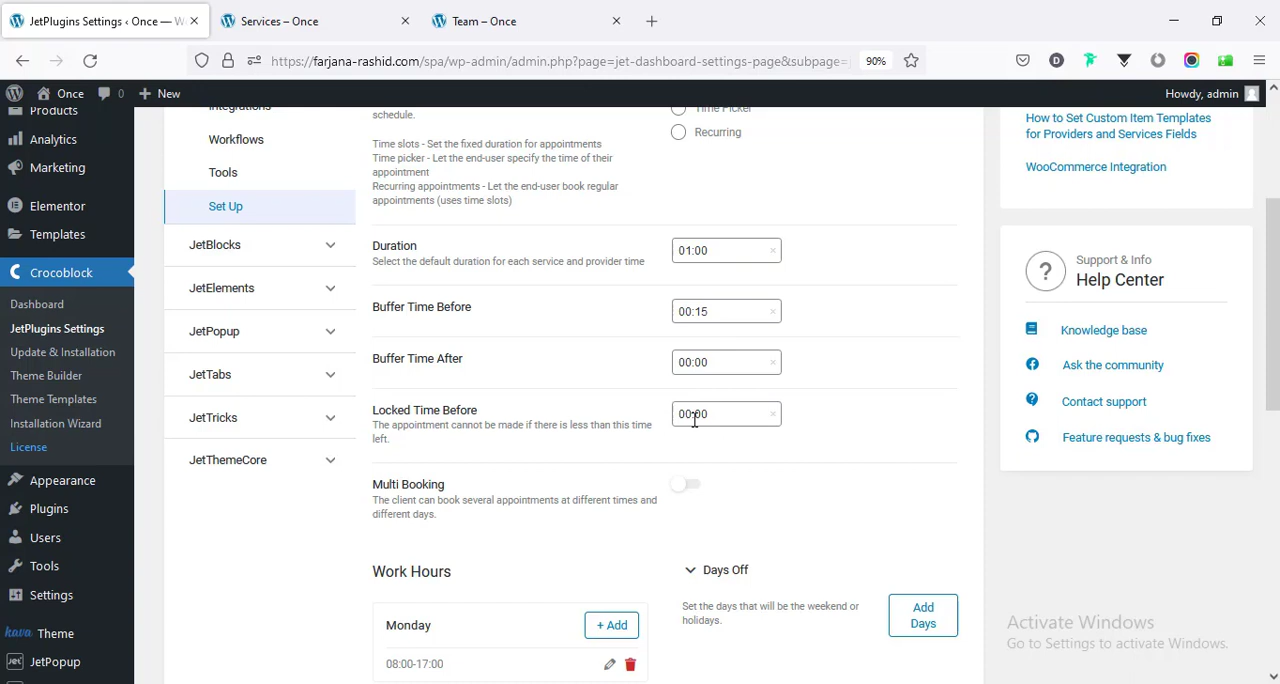 JetPlugins Settings ‹ Once — W
Services – Once
Team – Once
https://farjana-rashid.com/spa/wp-admin/admin.php?page=jet-dashboard-settings-page&subpage=
90%
Once
0
New
Howdy, admin
Products
Analytics
Marketing
Elementor
Templates
Crocoblock
Dashboard
JetPlugins Settings
Update & Installation
Theme Builder
Theme Templates
Installation Wizard
License
Appearance
Plugins
Users
Tools
Settings
kava Theme
JetPopup
Integrations
Workflows
Tools
Set Up
JetBlocks
JetElements
JetPopup
JetTabs
JetTricks
JetThemeCore
schedule.
Time slots - Set the fixed duration for appointments
Time picker - Let the end-user specify the time of their
appointment
Recurring appointments - Let the end-user book regular
appointments (uses time slots)
Time Picker
Recurring
Duration
Select the default duration for each service and provider time
01:00
Buffer Time Before
00:15
Buffer Time After
00:00
Locked Time Before
The appointment cannot be made if there is less than this time
left.
00:00
Multi Booking
The client can book several appointments at different times and
different days.
Work Hours
Monday
+ Add
08:00-17:00
Days Off
Set the days that will be the weekend or
holidays.
Add
Days
How to Set Custom Item Templates
for Providers and Services Fields
WooCommerce Integration
Support & Info
Help Center
Knowledge base
Ask the community
Contact support
Feature requests & bug fixes
Activate Windows
Go to Settings to activate Windows.